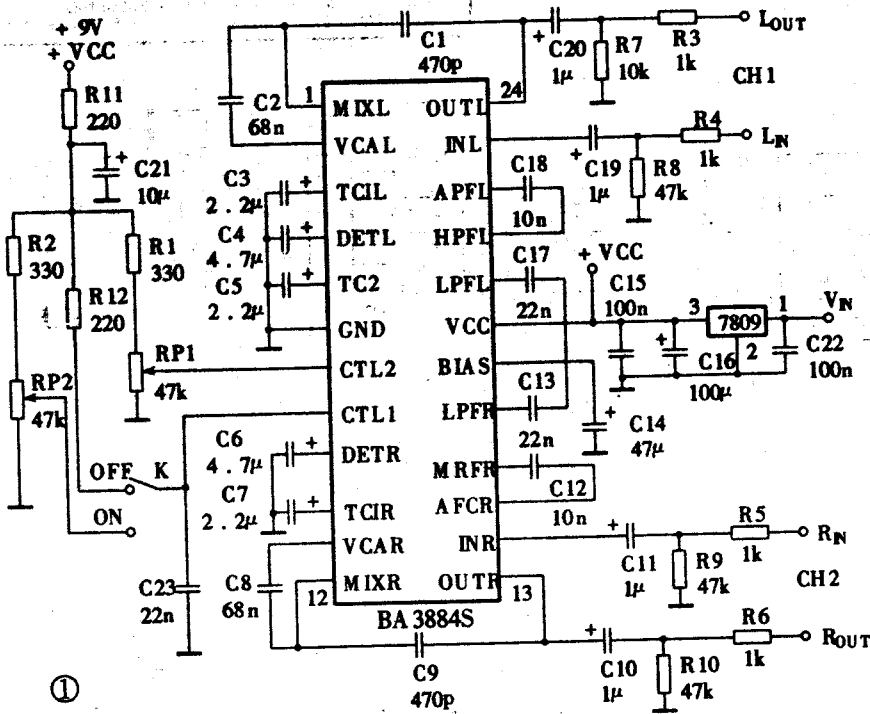 + 9V
+ VCC
R11
220
C21
+
10μ
R2
330
R1
330
R12
220
RP2
47k
RP1
47k
OFF
K
ON
C23
22n
C1
470p
C2
68n
C3
+
2.2μ
C4
+
4.7μ
C5
+
2.2μ
C6
+
4.7μ
C7
+
2.2μ
C8
68n
C9
470p
1
MIXL
VCAL
TCIL
DETL
TC2
GND
CTL2
CTL1
DETR
TCIR
VCAR
MIXR
12
24
OUTL
INL
APFL
HPFL
LPFL
VCC
BIAS
LPFR
MRFR
AFCR
INR
OUTR
13
BA3884S
+
C20
1μ
R7
10k
R3
1k
LOUT
CH1
+
C19
1μ
R8
47k
R4
1k
LIN
C18
10n
C17
22n
+ VCC
C15
100n
3
7809
1
2
VIN
+
C16
100μ
C22
100n
C13
22n
+
C14
47μ
C12
10n
+
C11
1μ
R9
47k
R5
1k
RIN
CH2
+
C10
1μ
R10
47k
R6
1k
ROUT
①